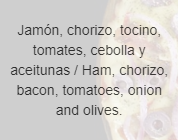 Jamón, chorizo, tocino,
tomates, cebolla y
aceitunas / Ham, chorizo,
bacon, tomatoes, onion
and olives.